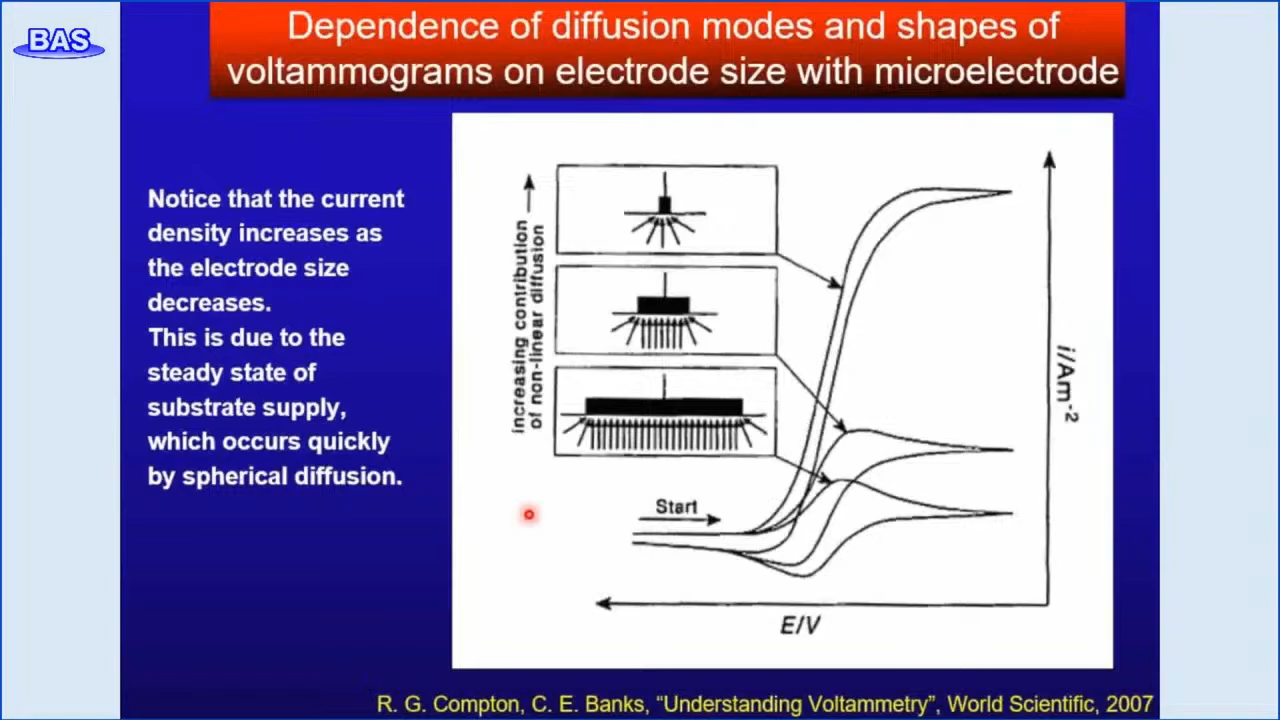 BAS
Dependence of diffusion modes and shapes of
voltammograms on electrode size with microelectrode
Notice that the current
density increases as
the electrode size
decreases.
This is due to the
steady state of
substrate supply,
which occurs quickly
by spherical diffusion.
increasing contribution
of non-linear diffusion
Start
i/Am⁻²
E/V
R. G. Compton, C. E. Banks, “Understanding Voltammetry”, World Scientific, 2007